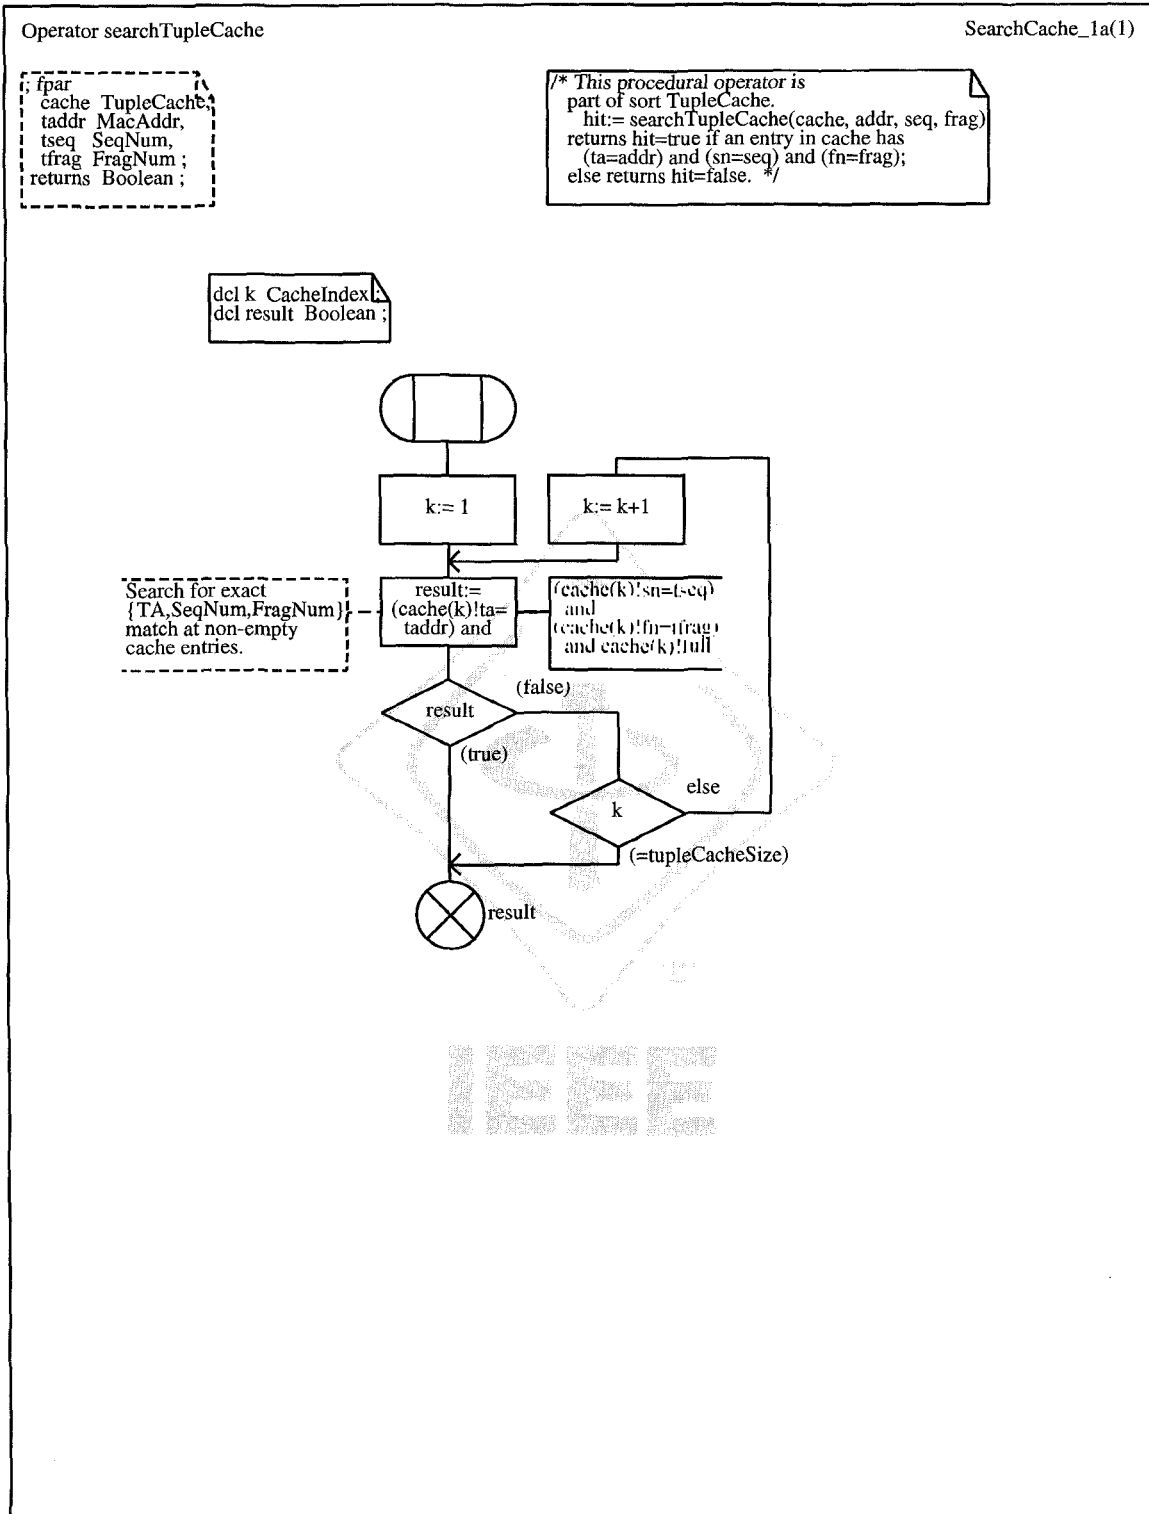 Operator searchTupleCache
SearchCache_1a(1)
; fpar
cache TupleCache,
taddr MacAddr,
tseq SeqNum,
tfrag FragNum ;
returns Boolean ;
/* This procedural operator is
part of sort TupleCache.
hit:= searchTupleCache(cache, addr, seq, frag)
returns hit=true if an entry in cache has
(ta=addr) and (sn=seq) and (fn=frag);
else returns hit=false. */
dcl k CacheIndex ;
dcl result Boolean ;
k:= 1
k:= k+1
Search for exact
{TA,SeqNum,FragNum}
match at non-empty
cache entries.
result:=
(cache(k)!ta=
taddr) and
(cache(k)!sn=tseq)
and
(cache(k)!fn=tfrag)
and cache(k)!full
(false)
result
(true)
else
k
(=tupleCacheSize)
result
IEEE